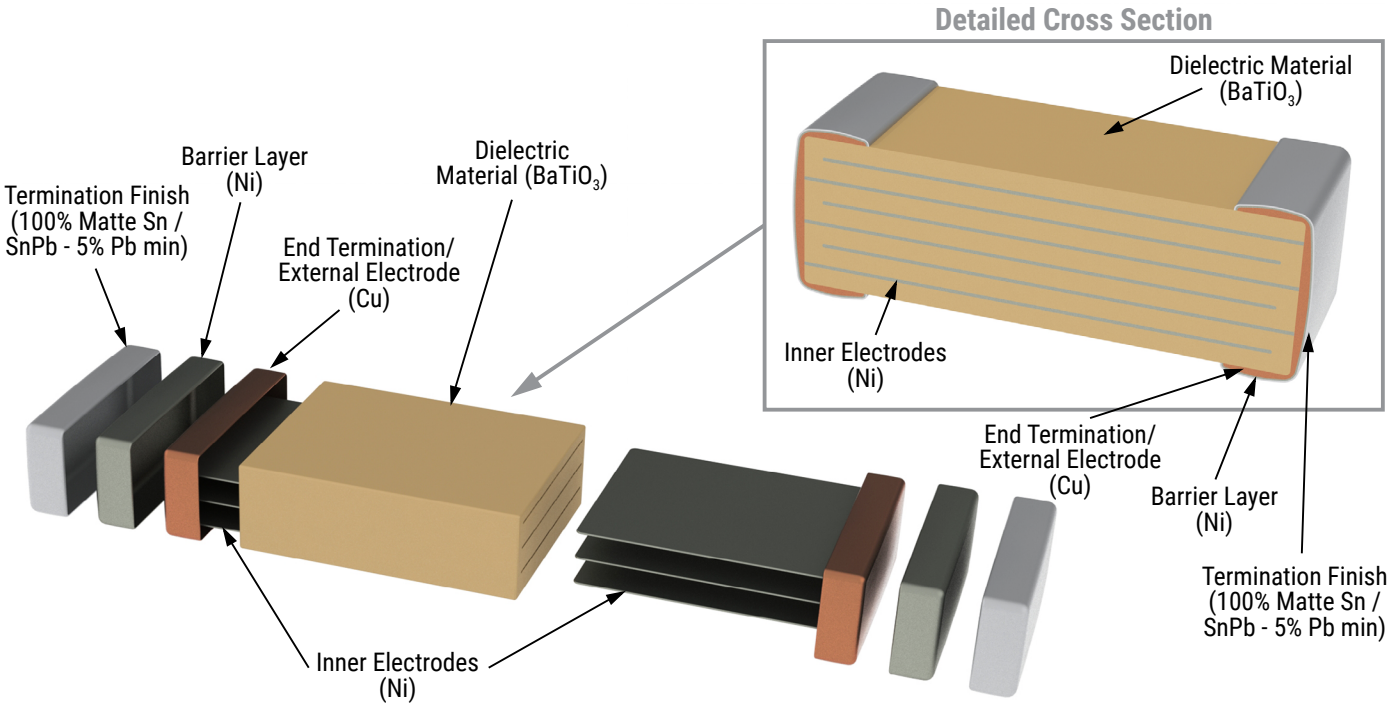 Detailed Cross Section
Dielectric Material
(BaTiO₃)
Inner Electrodes
(Ni)
End Termination/
External Electrode
(Cu)
Barrier Layer
(Ni)
Termination Finish
(100% Matte Sn /
SnPb - 5% Pb min)
Termination Finish
(100% Matte Sn /
SnPb - 5% Pb min)
Barrier Layer
(Ni)
End Termination/
External Electrode
(Cu)
Dielectric
Material (BaTiO₃)
Inner Electrodes
(Ni)